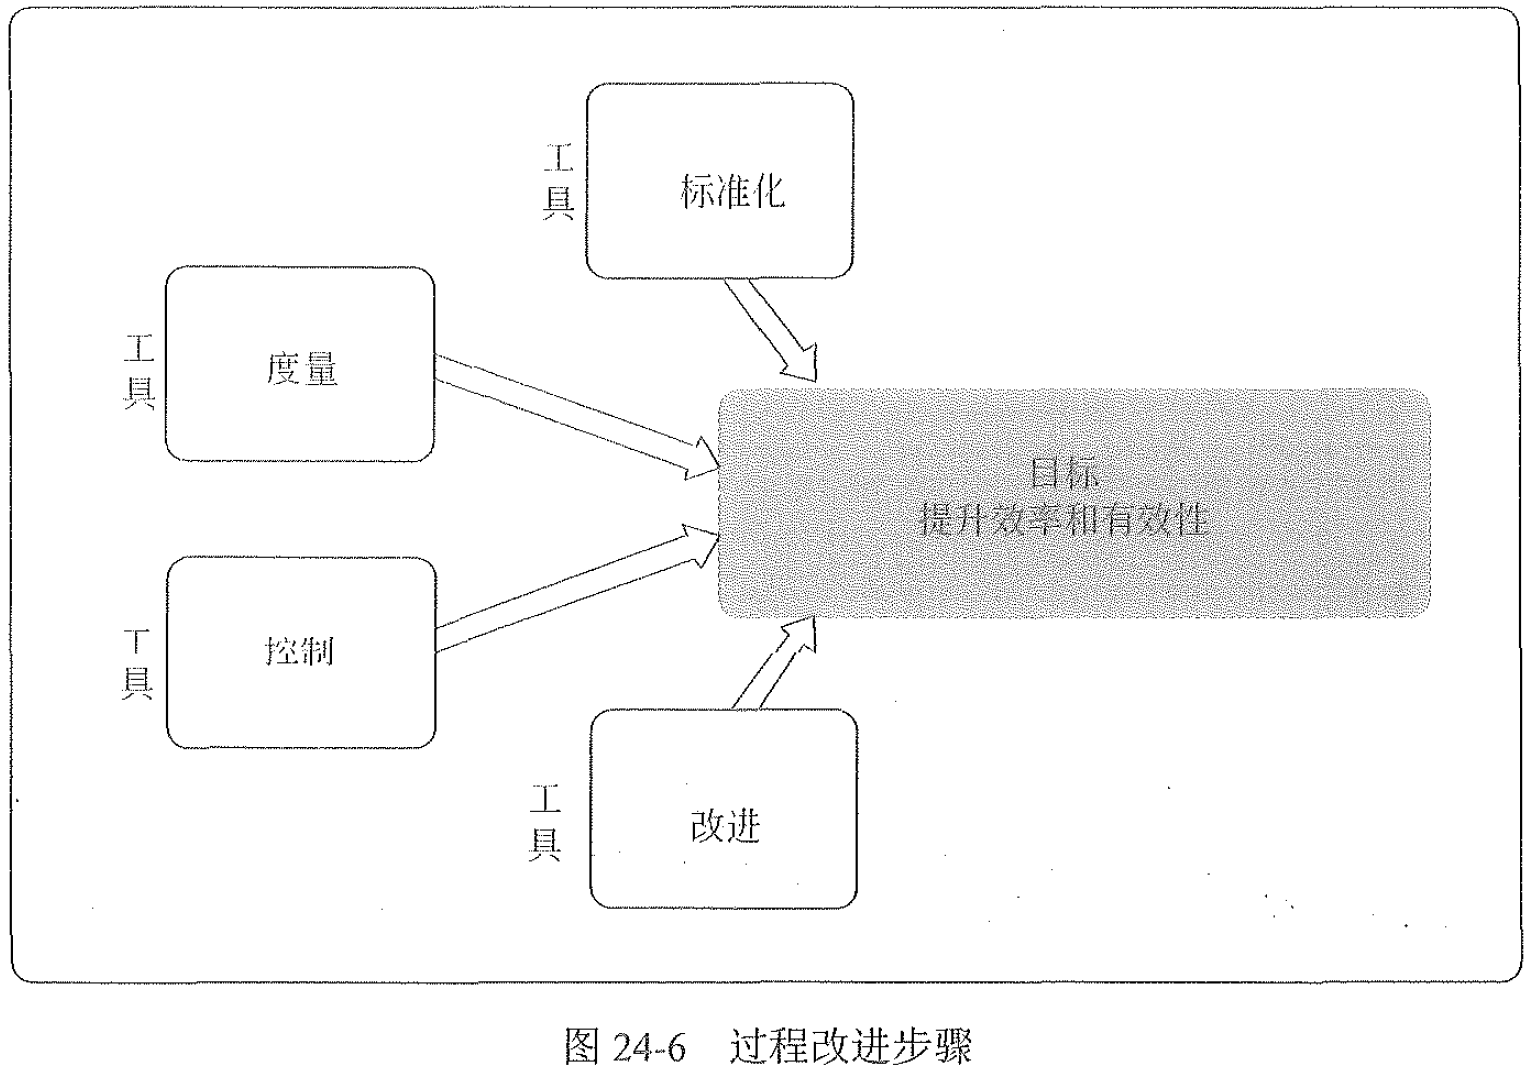 工具
标准化
工具
度量
目标
提升效率和有效性
工具
控制
工具
改进
图 24-6 过程改进步骤